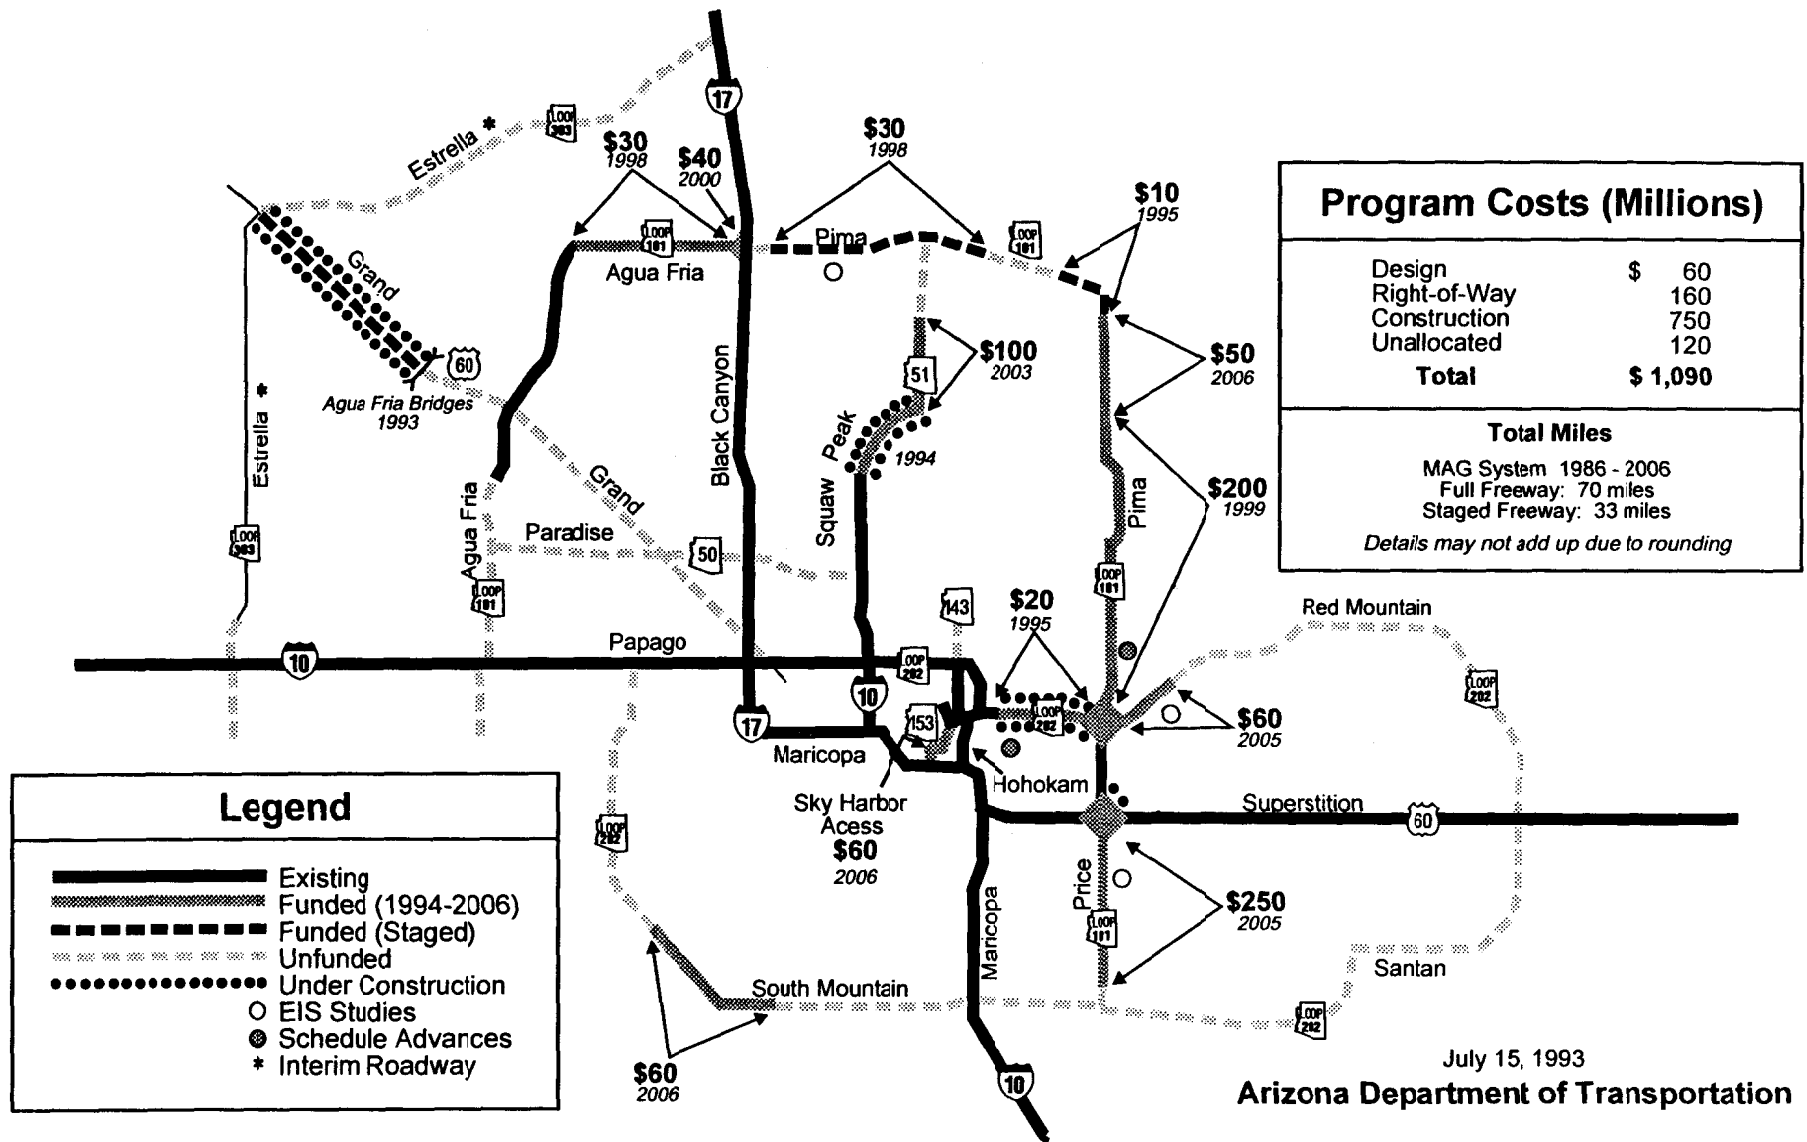 17
LOOP
303
Estrella *
$30
1998
$40
2000
$30
1998
$10
1995
Pima
LOOP
101
LOOP
101
Agua Fria
Grand
60
Agua Fria Bridges
1993
Estrella *
LOOP
303
Black Canyon
51
$100
2003
Squaw Peak
1994
$50
2006
$200
1999
Pima
LOOP
101
Grand
Paradise
50
Agua Fria
LOOP
101
143
$20
1995
Papago
10
LOOP
202
10
17
153
LOOP
202
Maricopa
Hohokam
Sky Harbor
Acess
$60
2006
Red Mountain
LOOP
202
$60
2005
Superstition
60
LOOP
202
Price
LOOP
101
$250
2005
Maricopa
South Mountain
$60
2006
Santan
LOOP
202
10
Program Costs (Millions)
Design $ 60
Right-of-Way 160
Construction 750
Unallocated 120
Total $ 1,090
Total Miles
MAG System 1986 - 2006
Full Freeway: 70 miles
Staged Freeway: 33 miles
Details may not add up due to rounding
Legend
Existing
Funded (1994-2006)
Funded (Staged)
Unfunded
Under Construction
EIS Studies
Schedule Advances
* Interim Roadway
July 15, 1993
Arizona Department of Transportation